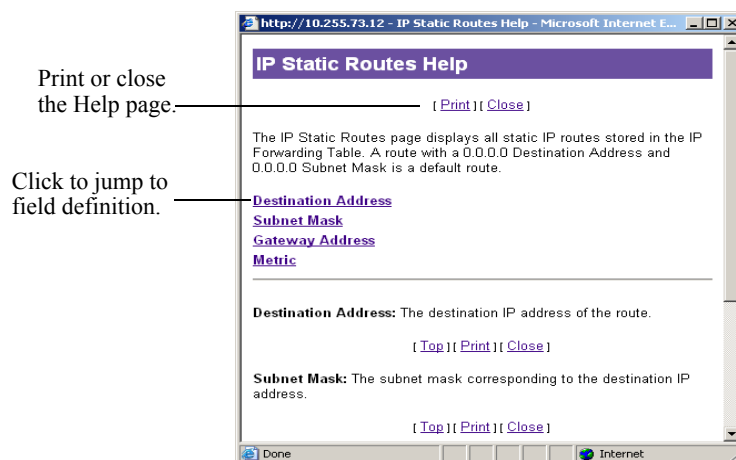 http://10.255.73.12 - IP Static Routes Help - Microsoft Internet E...
IP Static Routes Help
Print or close
the Help page.
[ Print ] [ Close ]
The IP Static Routes page displays all static IP routes stored in the IP
Forwarding Table. A route with a 0.0.0.0 Destination Address and
0.0.0.0 Subnet Mask is a default route.
Click to jump to
field definition.
Destination Address
Subnet Mask
Gateway Address
Metric
Destination Address: The destination IP address of the route.
[ Top ] [ Print ] [ Close ]
Subnet Mask: The subnet mask corresponding to the destination IP
address.
[ Top ] [ Print ] [ Close ]
Done
Internet